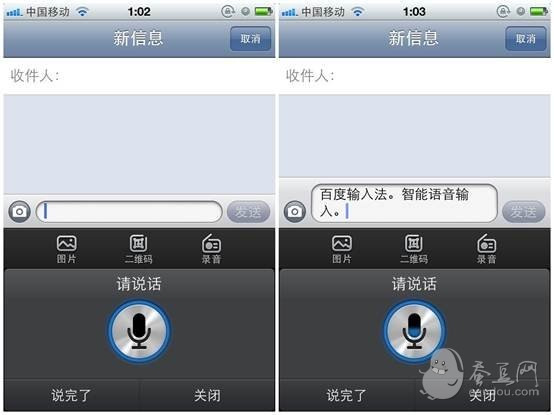 中国移动
1:02
新信息
取消
收件人：
发送
图片
二维码
录音
请说话
说完了
关闭
中国移动
1:03
新信息
取消
收件人：
百度输入法。智能语音输
入。
发送
图片
二维码
录音
请说话
说完了
关闭
蚕豆网